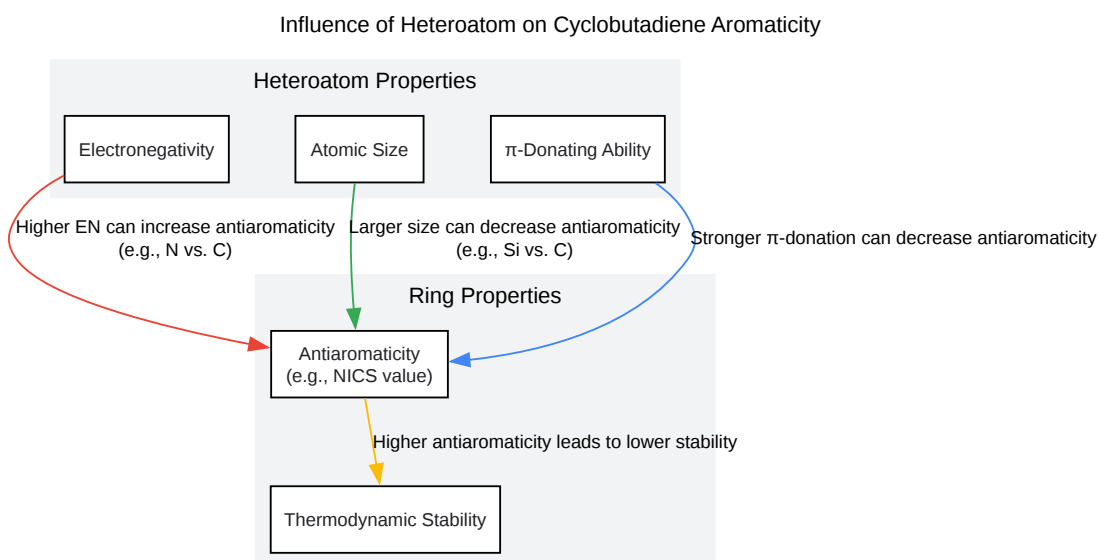 Influence of Heteroatom on Cyclobutadiene Aromaticity
Heteroatom Properties
Electronegativity
Atomic Size
π-Donating Ability
Higher EN can increase antiaromaticity
(e.g., N vs. C)
Larger size can decrease antiaromaticity
(e.g., Si vs. C)
Stronger π-donation can decrease antiaromaticity
Ring Properties
Antiaromaticity
(e.g., NICS value)
Higher antiaromaticity leads to lower stability
Thermodynamic Stability